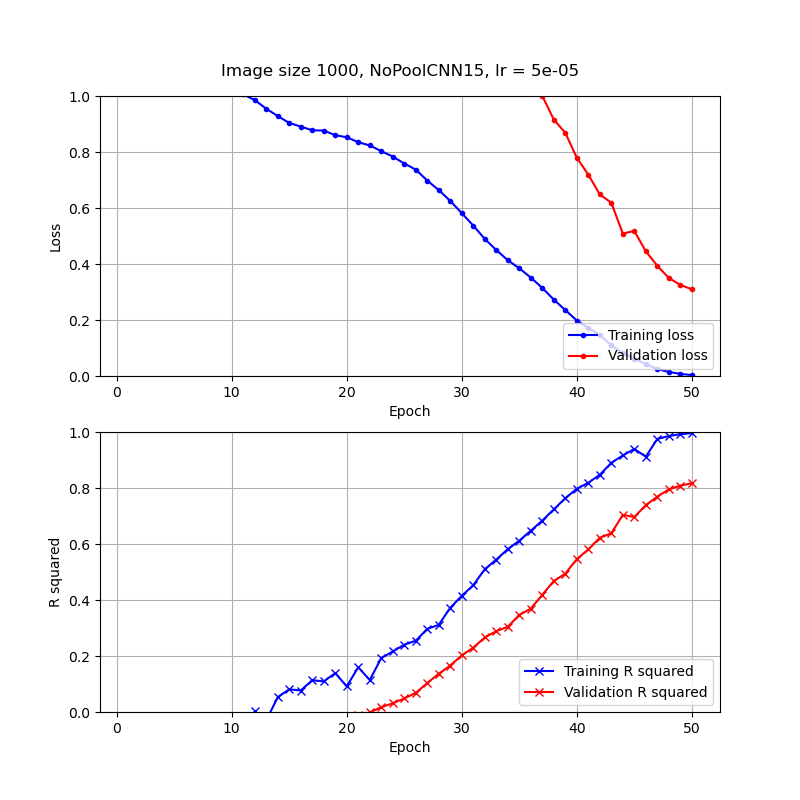 Image size 1000, NoPoolCNN15, lr = 5e-05
1.0
0.8
0.6
0.4
0.2
0.0
Loss
Training loss
Validation loss
0 10 20 30 40 50
Epoch
1.0
0.8
0.6
0.4
0.2
0.0
R squared
Training R squared
Validation R squared
0 10 20 30 40 50
Epoch